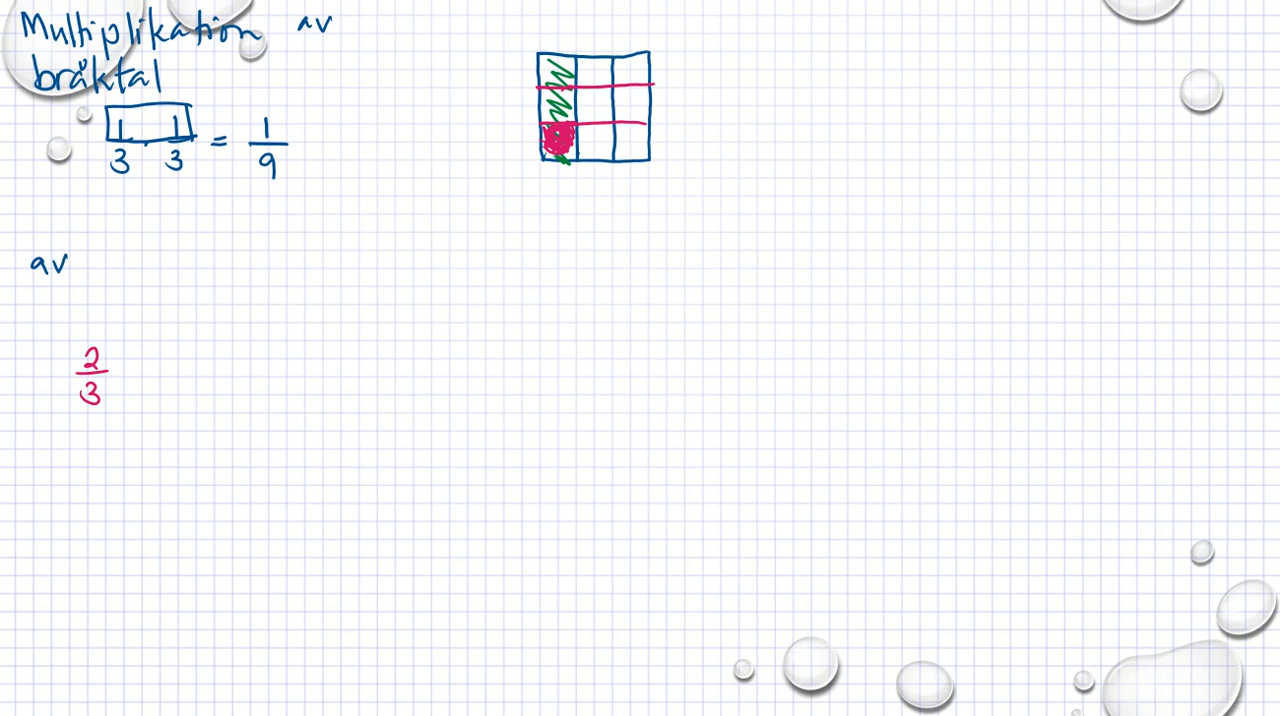 Multiplikation av
bråktal
1/3 · 1/3 = 1/9
av
2/3